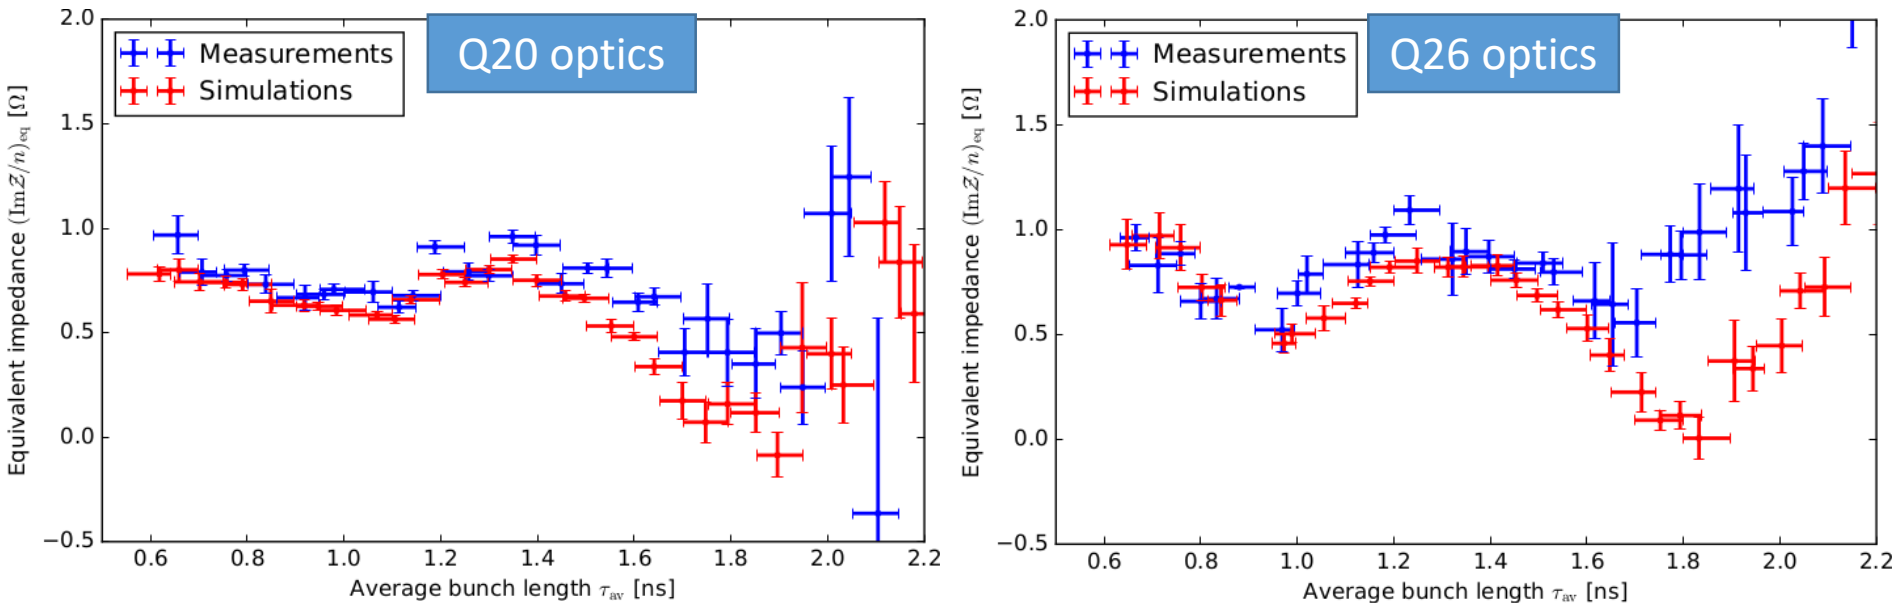 Q20 optics
Measurements
Simulations
Equivalent impedance (ImZ/n)eq [Ω]
2.0
1.5
1.0
0.5
0.0
−0.5
0.6 0.8 1.0 1.2 1.4 1.6 1.8 2.0 2.2
Average bunch length τav [ns]
Q26 optics
Measurements
Simulations
Equivalent impedance (ImZ/n)eq [Ω]
2.0
1.5
1.0
0.5
0.0
−0.5
0.6 0.8 1.0 1.2 1.4 1.6 1.8 2.0 2.2
Average bunch length τav [ns]